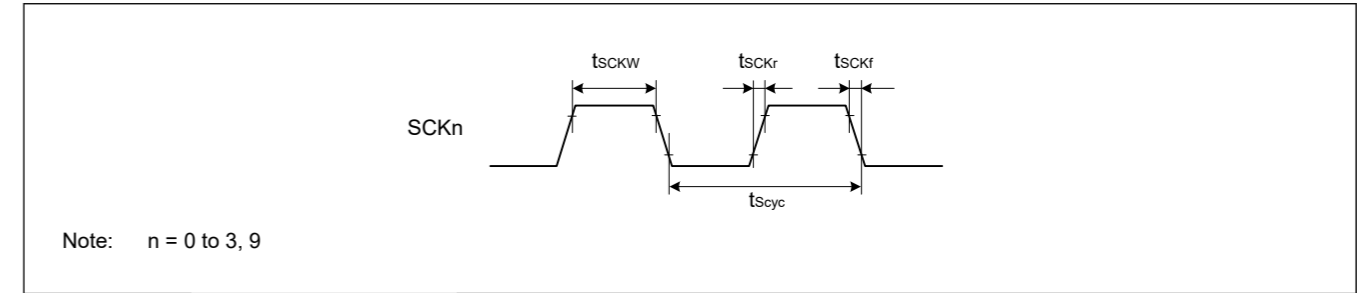 tSCKW tSCKr tSCKf
SCKn
tScyc
Note: n = 0 to 3, 9